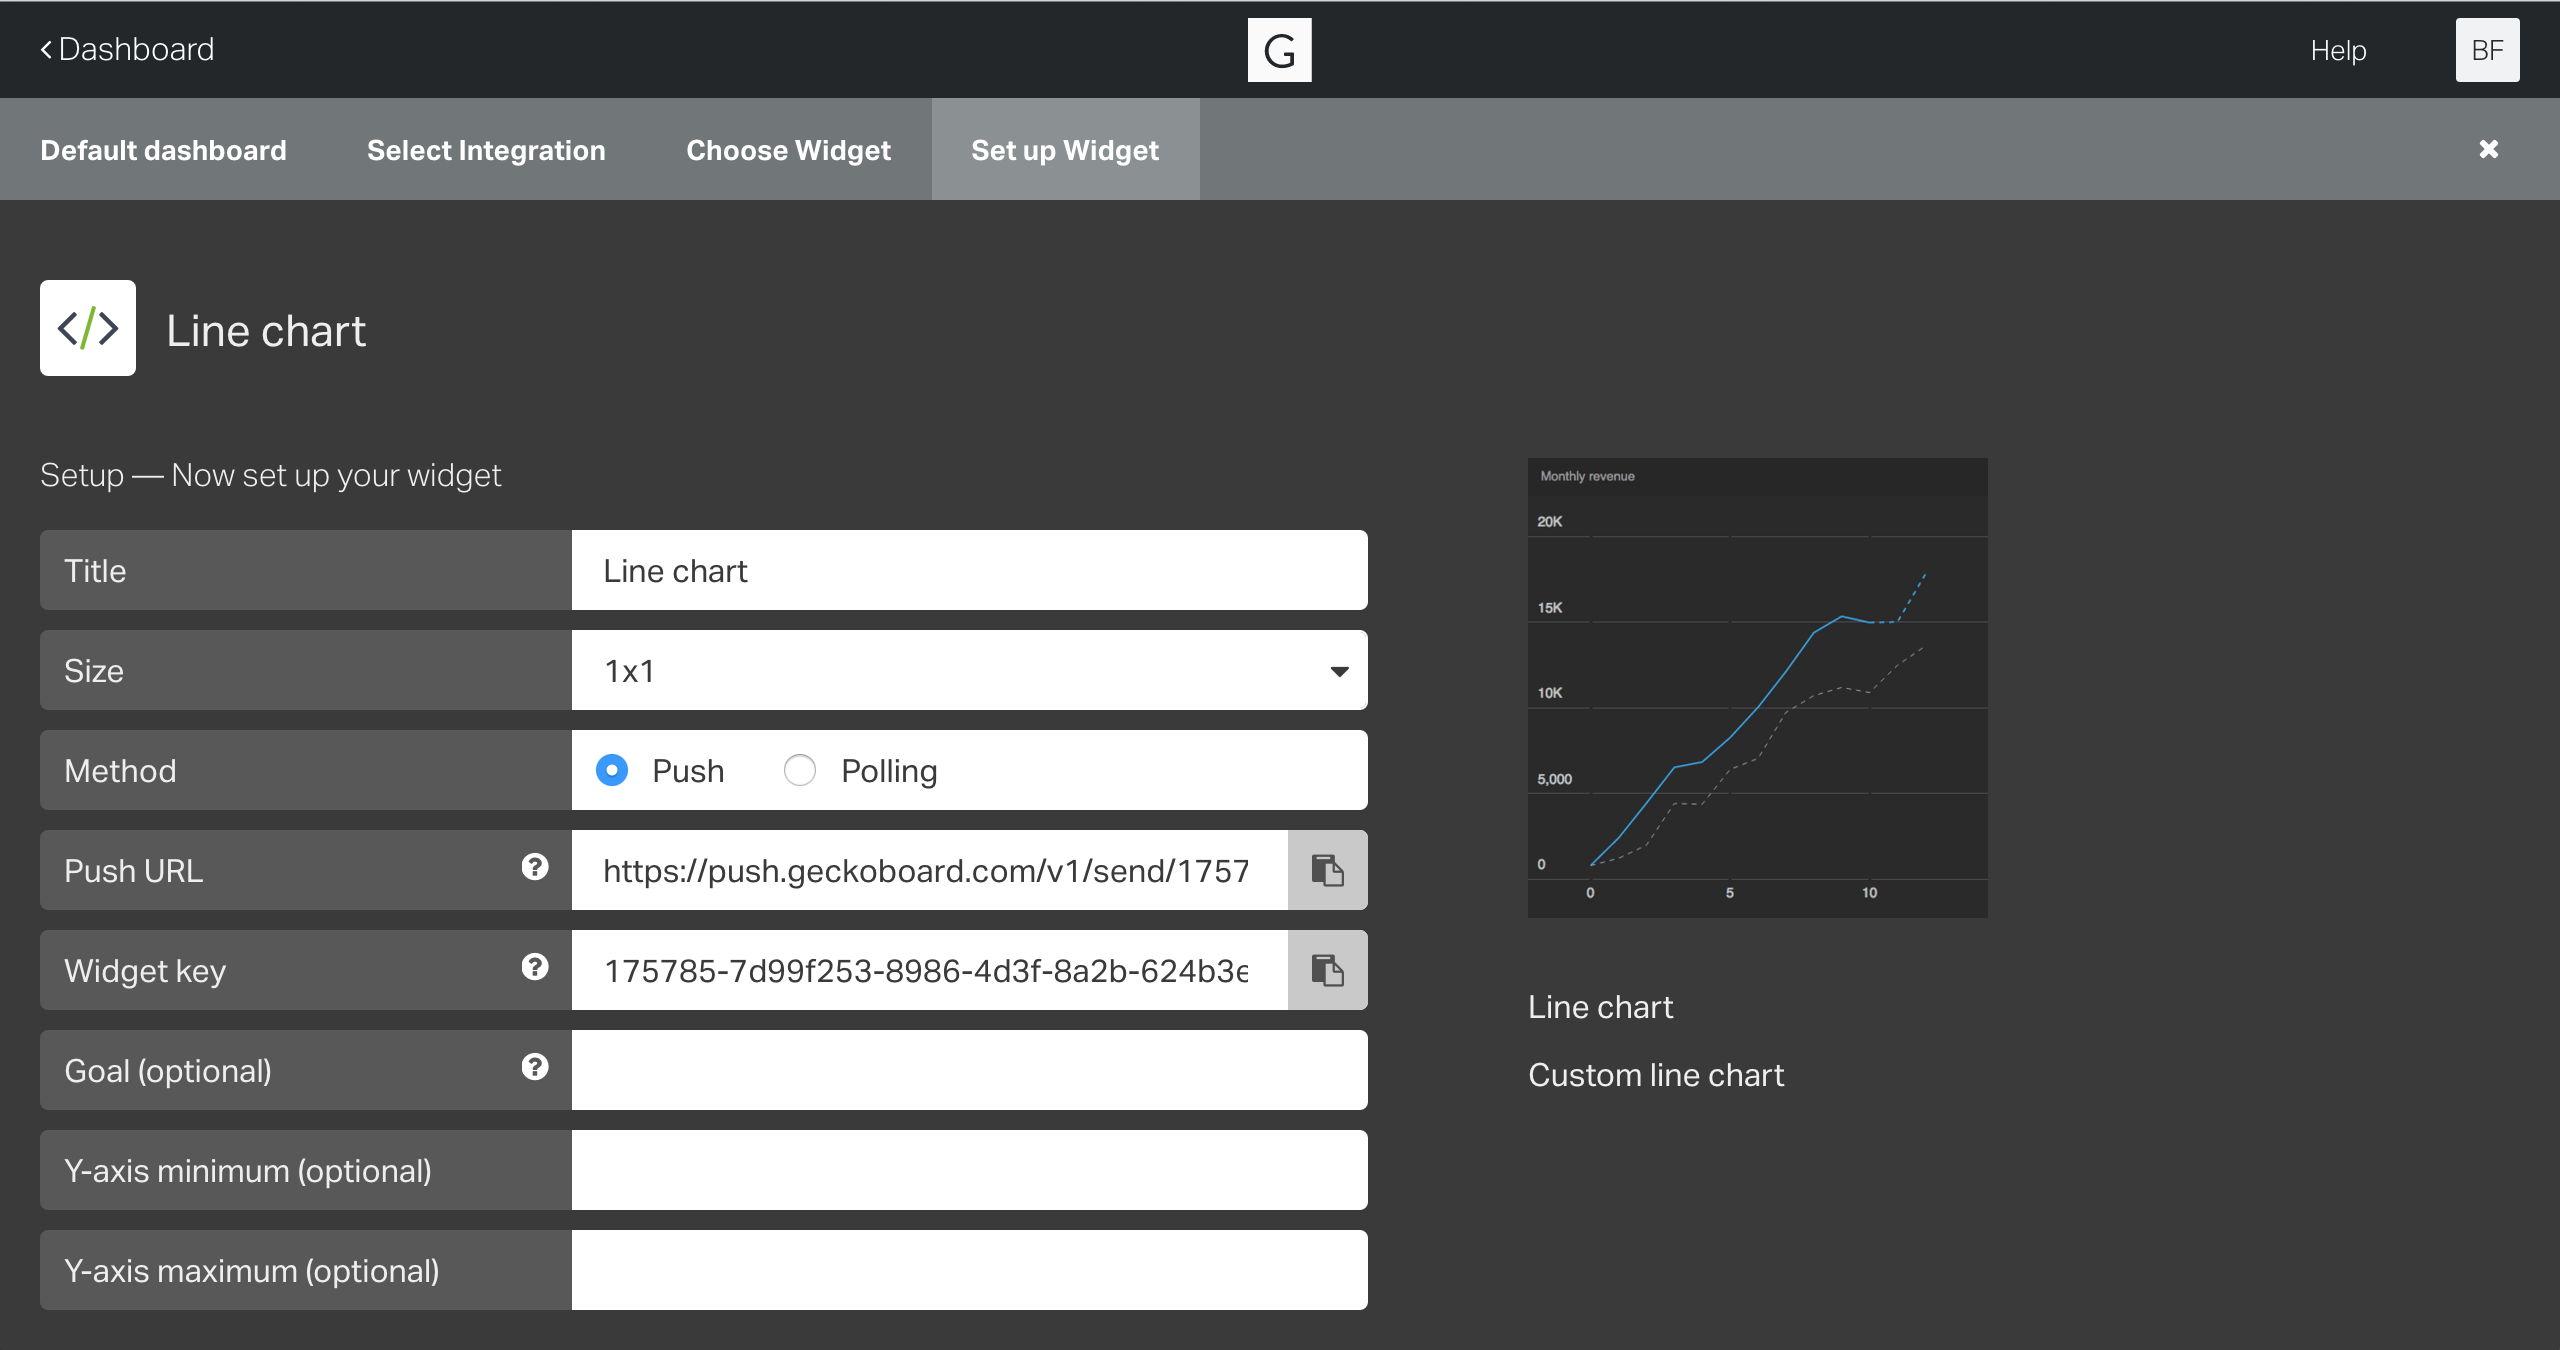 Dashboard
G
Help
BF
Default dashboard
Select Integration
Choose Widget
Set up Widget
</>
Line chart
Setup — Now set up your widget
Title
Line chart
Size
1x1
Method
Push
Polling
Push URL
?
https://push.geckoboard.com/v1/send/1757
Widget key
?
175785-7d99f253-8986-4d3f-8a2b-624b3e
Goal (optional)
?
Y-axis minimum (optional)
Y-axis maximum (optional)
Monthly revenue
20K
15K
10K
5,000
0
0 5 10
Line chart
Custom line chart